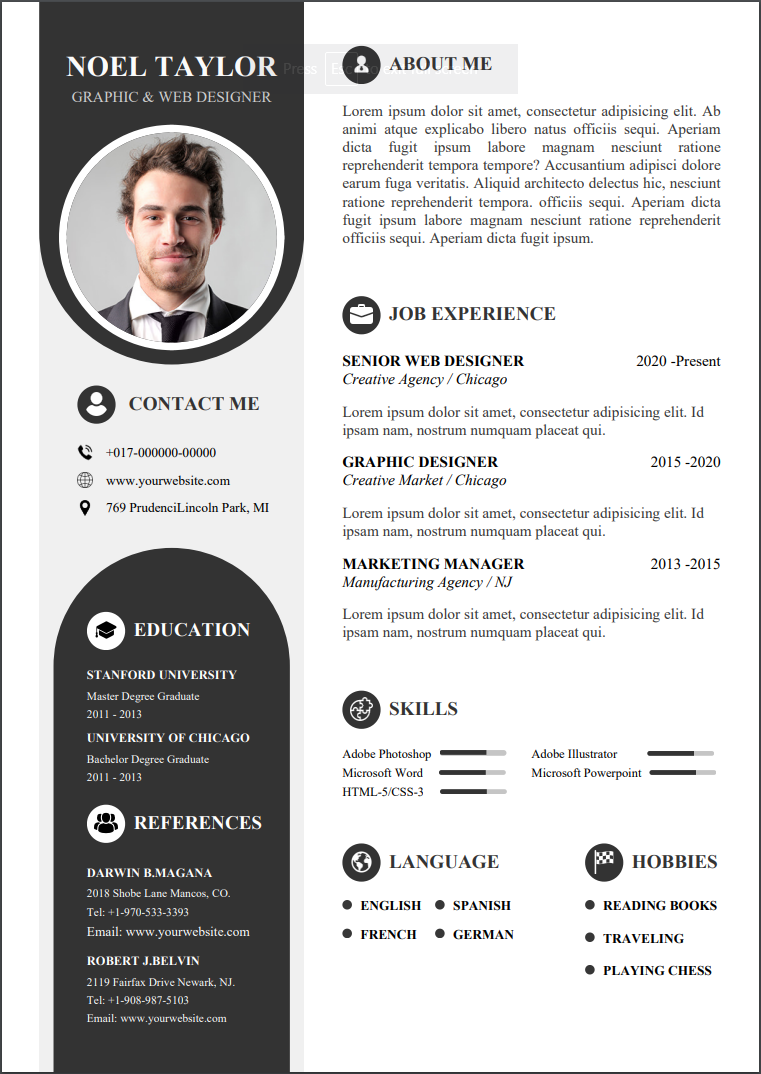 NOEL TAYLOR
GRAPHIC & WEB DESIGNER
CONTACT ME
+017-000000-00000
www.yourwebsite.com
769 PrudenciLincoln Park, MI
EDUCATION
STANFORD UNIVERSITY
Master Degree Graduate
2011 - 2013
UNIVERSITY OF CHICAGO
Bachelor Degree Graduate
2011 - 2013
REFERENCES
DARWIN B.MAGANA
2018 Shobe Lane Mancos, CO.
Tel: +1-970-533-3393
Email: www.yourwebsite.com
ROBERT J.BELVIN
2119 Fairfax Drive Newark, NJ.
Tel: +1-908-987-5103
Email: www.yourwebsite.com
Press Esc
ABOUT ME
Lorem ipsum dolor sit amet, consectetur adipisicing elit. Ab
animi atque explicabo libero natus officiis sequi. Aperiam
dicta fugit ipsum labore magnam nesciunt ratione
reprehenderit tempora tempore? Accusantium adipisci dolore
earum fuga veritatis. Aliquid architecto delectus hic, nesciunt
ratione reprehenderit tempora. officiis sequi. Aperiam dicta
fugit ipsum labore magnam nesciunt ratione reprehenderit
officiis sequi. Aperiam dicta fugit ipsum.
JOB EXPERIENCE
SENIOR WEB DESIGNER 2020 -Present
Creative Agency / Chicago
Lorem ipsum dolor sit amet, consectetur adipisicing elit. Id
ipsam nam, nostrum numquam placeat qui.
GRAPHIC DESIGNER 2015 -2020
Creative Market / Chicago
Lorem ipsum dolor sit amet, consectetur adipisicing elit. Id
ipsam nam, nostrum numquam placeat qui.
MARKETING MANAGER 2013 -2015
Manufacturing Agency / NJ
Lorem ipsum dolor sit amet, consectetur adipisicing elit. Id
ipsam nam, nostrum numquam placeat qui.
SKILLS
Adobe Photoshop Adobe Illustrator
Microsoft Word Microsoft Powerpoint
HTML-5/CSS-3
LANGUAGE
ENGLISH SPANISH
FRENCH GERMAN
HOBBIES
READING BOOKS
TRAVELING
PLAYING CHESS